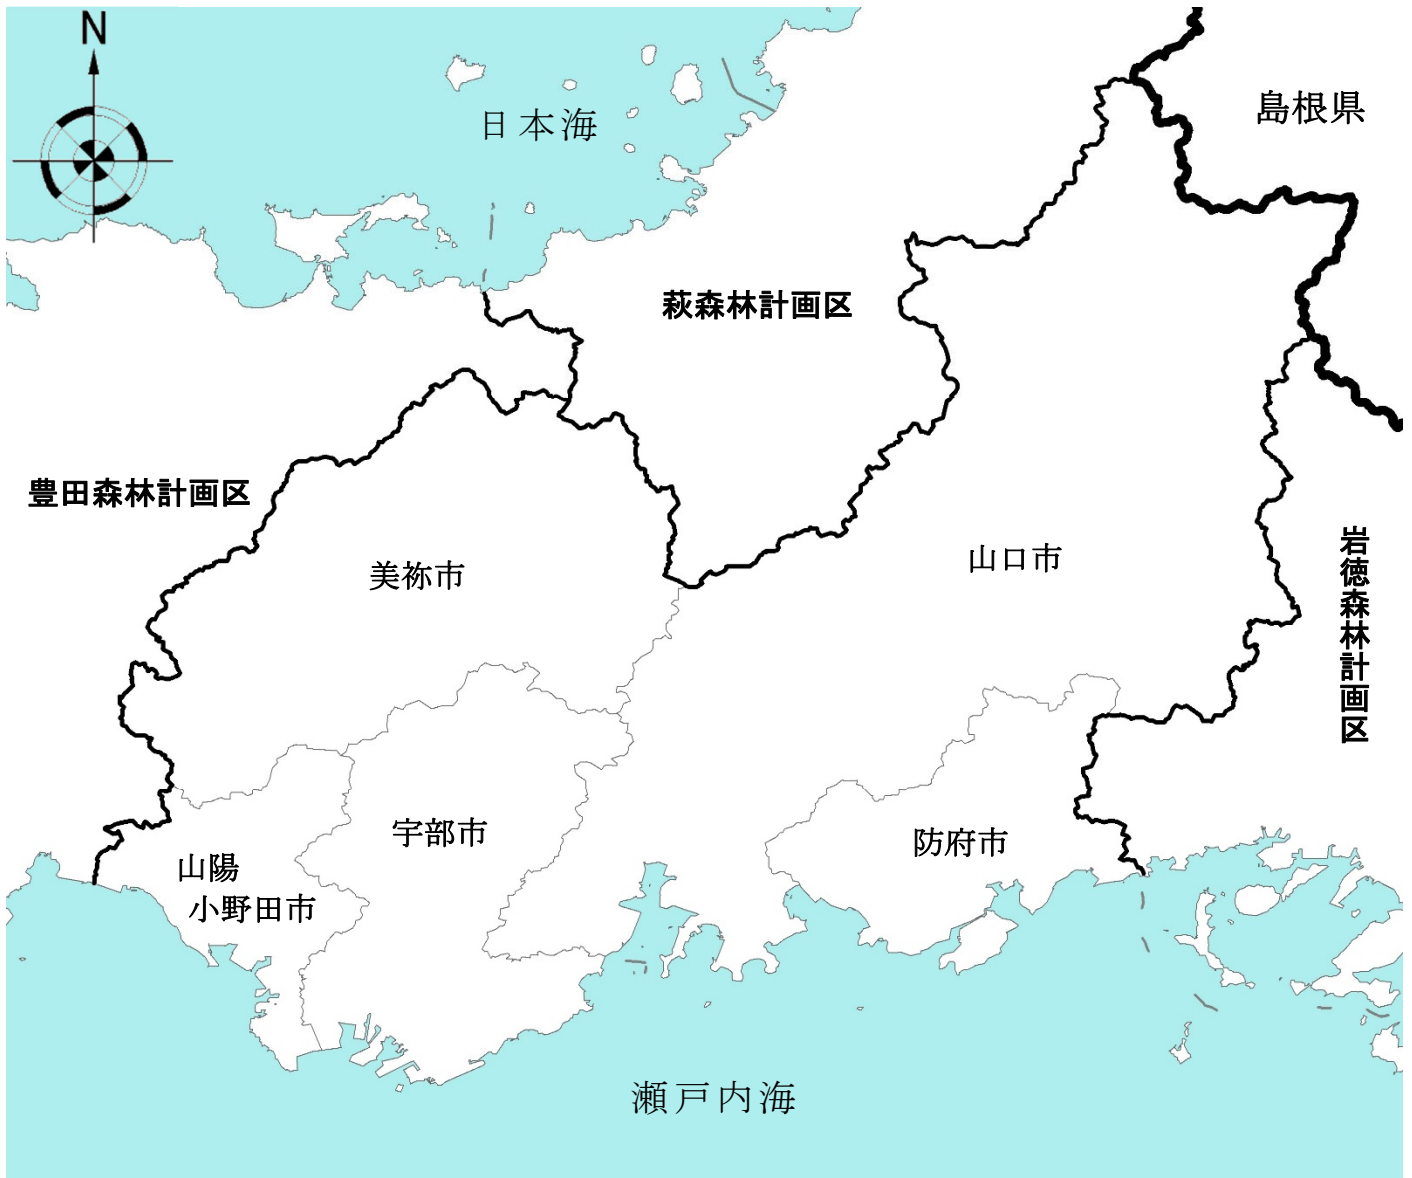 N
日本海
島根県
萩森林計画区
豊田森林計画区
美祢市
山口市
岩徳森林計画区
宇部市
防府市
山陽
小野田市
瀬戸内海